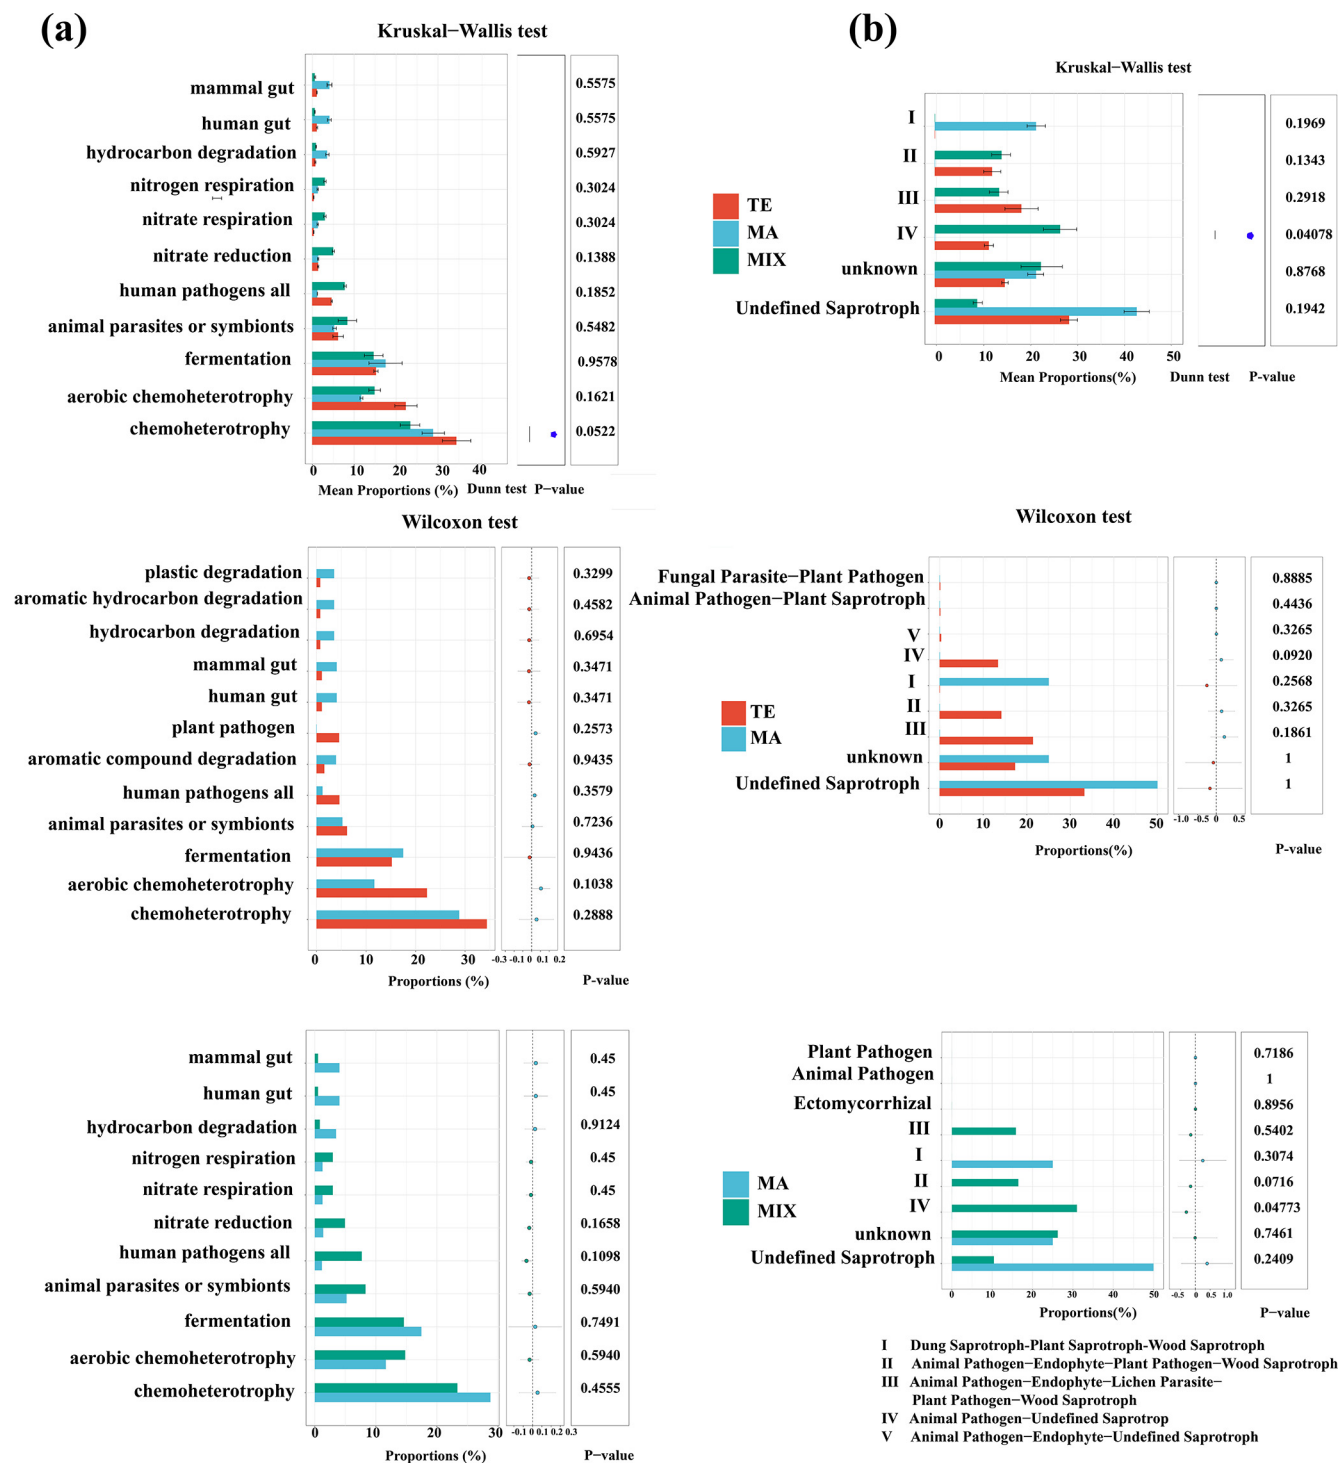 (a)
Kruskal−Wallis test
mammal gut
0.5575
human gut
0.5575
hydrocarbon degradation
0.5927
nitrogen respiration
0.3024
nitrate respiration
0.3024
nitrate reduction
0.1388
human pathogens all
0.1852
animal parasites or symbionts
0.5482
fermentation
0.9578
aerobic chemoheterotrophy
0.1621
chemoheterotrophy
0.0522
0 10 20 30 40
Mean Proportions (%) Dunn test P−value
TE
MA
MIX
Wilcoxon test
plastic degradation
0.3299
aromatic hydrocarbon degradation
0.4582
hydrocarbon degradation
0.6954
mammal gut
0.3471
human gut
0.3471
plant pathogen
0.2573
aromatic compound degradation
0.9435
human pathogens all
0.3579
animal parasites or symbionts
0.7236
fermentation
0.9436
aerobic chemoheterotrophy
0.1038
chemoheterotrophy
0.2888
0 10 20 30 -0.3 -0.1 0 0.1 0.2
Proportions (%) P-value
TE
MA
mammal gut
0.45
human gut
0.45
hydrocarbon degradation
0.9124
nitrogen respiration
0.45
nitrate respiration
0.45
nitrate reduction
0.1658
human pathogens all
0.1098
animal parasites or symbionts
0.5940
fermentation
0.7491
aerobic chemoheterotrophy
0.5940
chemoheterotrophy
0.4555
0 10 20 30 -0.1 0 0.1 0.2 0.3
Proportions (%) P−value
MA
MIX
(b)
Kruskal−Wallis test
I
0.1969
II
0.1343
III
0.2918
IV
0.04078
unknown
0.8768
Undefined Saprotroph
0.1942
0 10 20 30 40 50
Mean Proportions(%) Dunn test P-value
Wilcoxon test
Fungal Parasite−Plant Pathogen
0.8885
Animal Pathogen−Plant Saprotroph
0.4436
V
0.3265
IV
0.0920
I
0.2568
II
0.3265
III
0.1861
unknown
1
Undefined Saprotroph
1
0 10 20 30 40 50 -1.0 -0.5 0 0.5
Proportions(%) P-value
Plant Pathogen
0.7186
Animal Pathogen
1
Ectomycorrhizal
0.8956
III
0.5402
I
0.3074
II
0.0716
IV
0.04773
unknown
0.7461
Undefined Saprotroph
0.2409
0 10 20 30 40 50 -0.5 0 0.5 1.0
Proportions(%) P−value
I Dung Saprotroph-Plant Saprotroph-Wood Saprotroph
II Animal Pathogen−Endophyte−Plant Pathogen−Wood Saprotroph
III Animal Pathogen−Endophyte−Lichen Parasite−
Plant Pathogen−Wood Saprotroph
IV Animal Pathogen−Undefined Saprotrop
V Animal Pathogen−Endophyte−Undefined Saprotroph